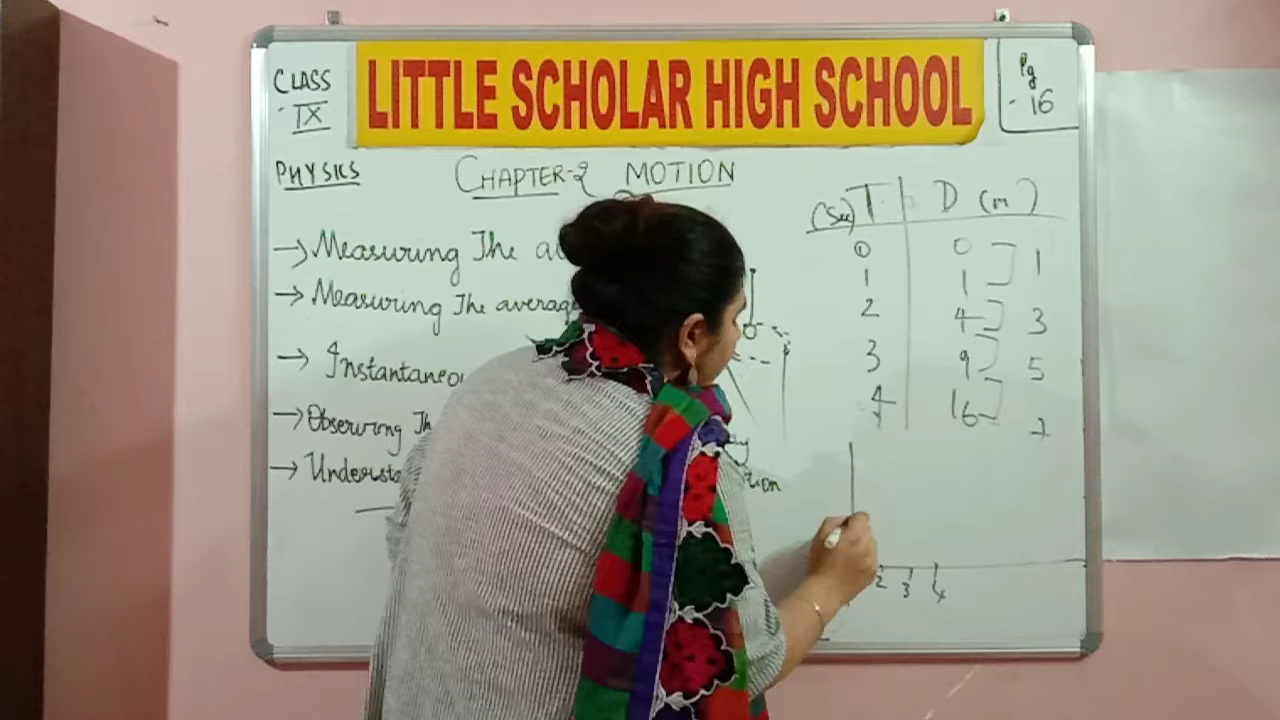 LITTLE SCHOLAR HIGH SCHOOL
CLASS
IX
Pg
16
PHYSICS
CHAPTER-2 MOTION
→ Measuring The
→ Measuring The average
→ Instantaneo
→ Observing Th
→ Understa
tion
(Sec) T D (m)
0 0
1 1 1
2 4 3
3 9 5
4 16 7
2 3 4